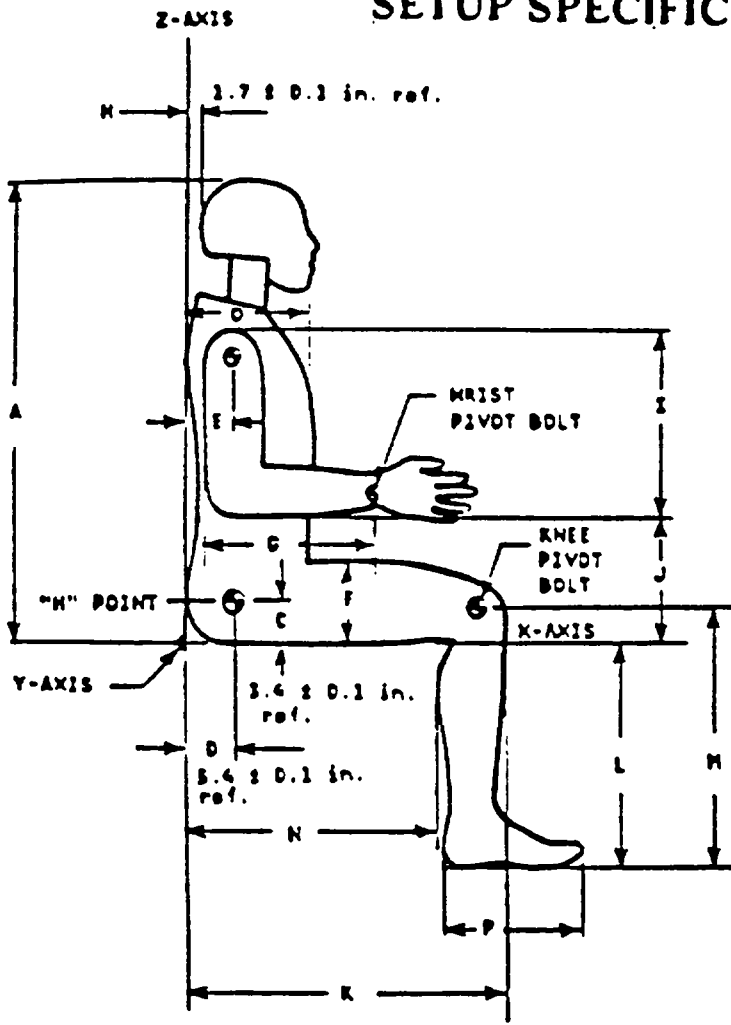 SETUP SPECIFIC
Z-AXIS
H
1.7 ± 0.1 in. ref.
O
A
E
WRIST
PIVOT BOLT
I
G
KNEE
PIVOT
BOLT
J
"H" POINT
C
F
X-AXIS
Y-AXIS
3.4 ± 0.1 in.
ref.
D
5.4 ± 0.1 in.
ref.
L
M
N
P
K